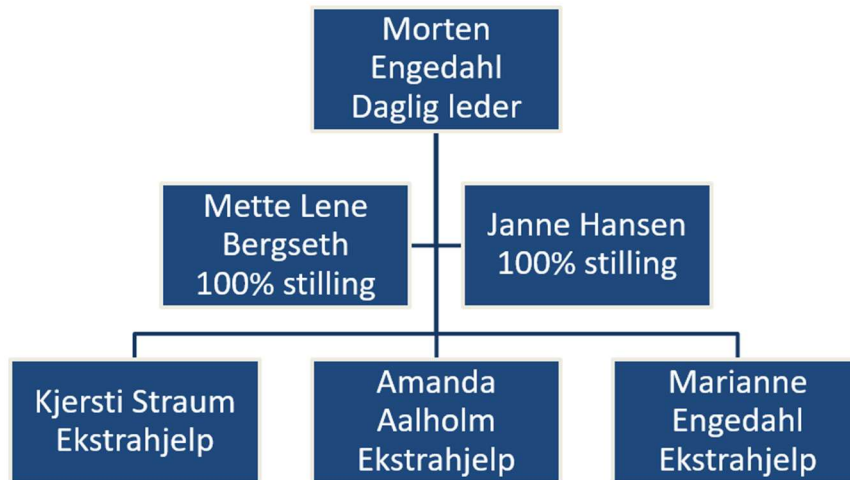 Morten
Engedahl
Daglig leder
Mette Lene
Bergseth
100% stilling
Janne Hansen
100% stilling
Kjersti Straum
Ekstrahjelp
Amanda
Aalholm
Ekstrahjelp
Marianne
Engedahl
Ekstrahjelp